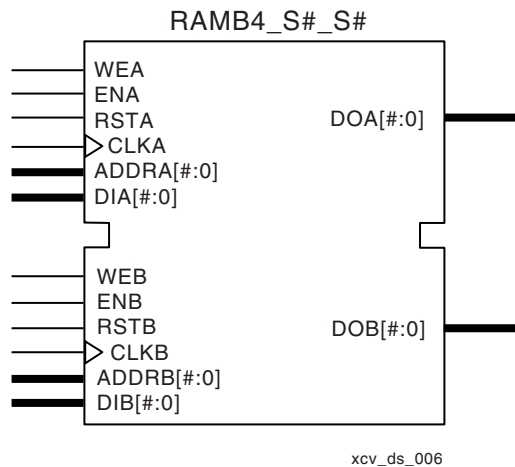 RAMB4_S#_S#
WEA
ENA
RSTA
CLKA
ADDRA[#:0]
DIA[#:0]
DOA[#:0]
WEB
ENB
RSTB
CLKB
ADDRB[#:0]
DIB[#:0]
DOB[#:0]
xcv_ds_006